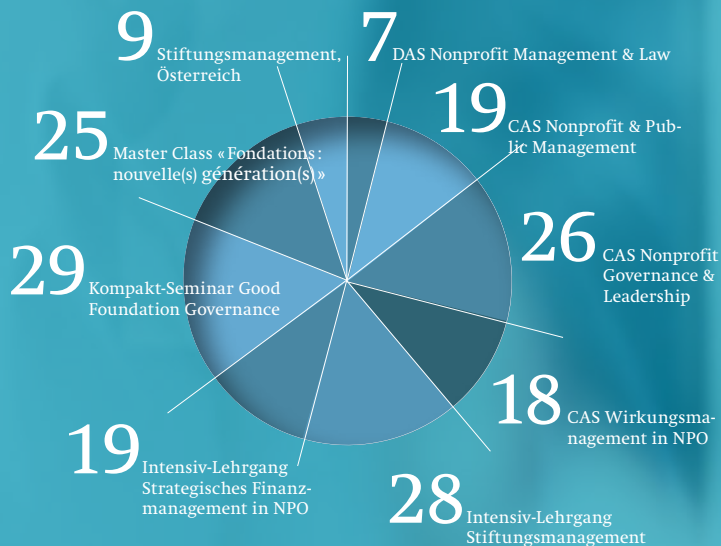 9 Stiftungsmanagement,
Österreich
7 DAS Nonprofit Management & Law
19 CAS Nonprofit & Pub-
lic Management
25 Master Class «Fondations:
nouvelle(s) génération(s)»
26 CAS Nonprofit
Governance &
Leadership
29 Kompakt-Seminar Good
Foundation Governance
18 CAS Wirkungsma-
nagement in NPO
19 Intensiv-Lehrgang
Strategisches Finanz-
management in NPO
28 Intensiv-Lehrgang
Stiftungsmanagement